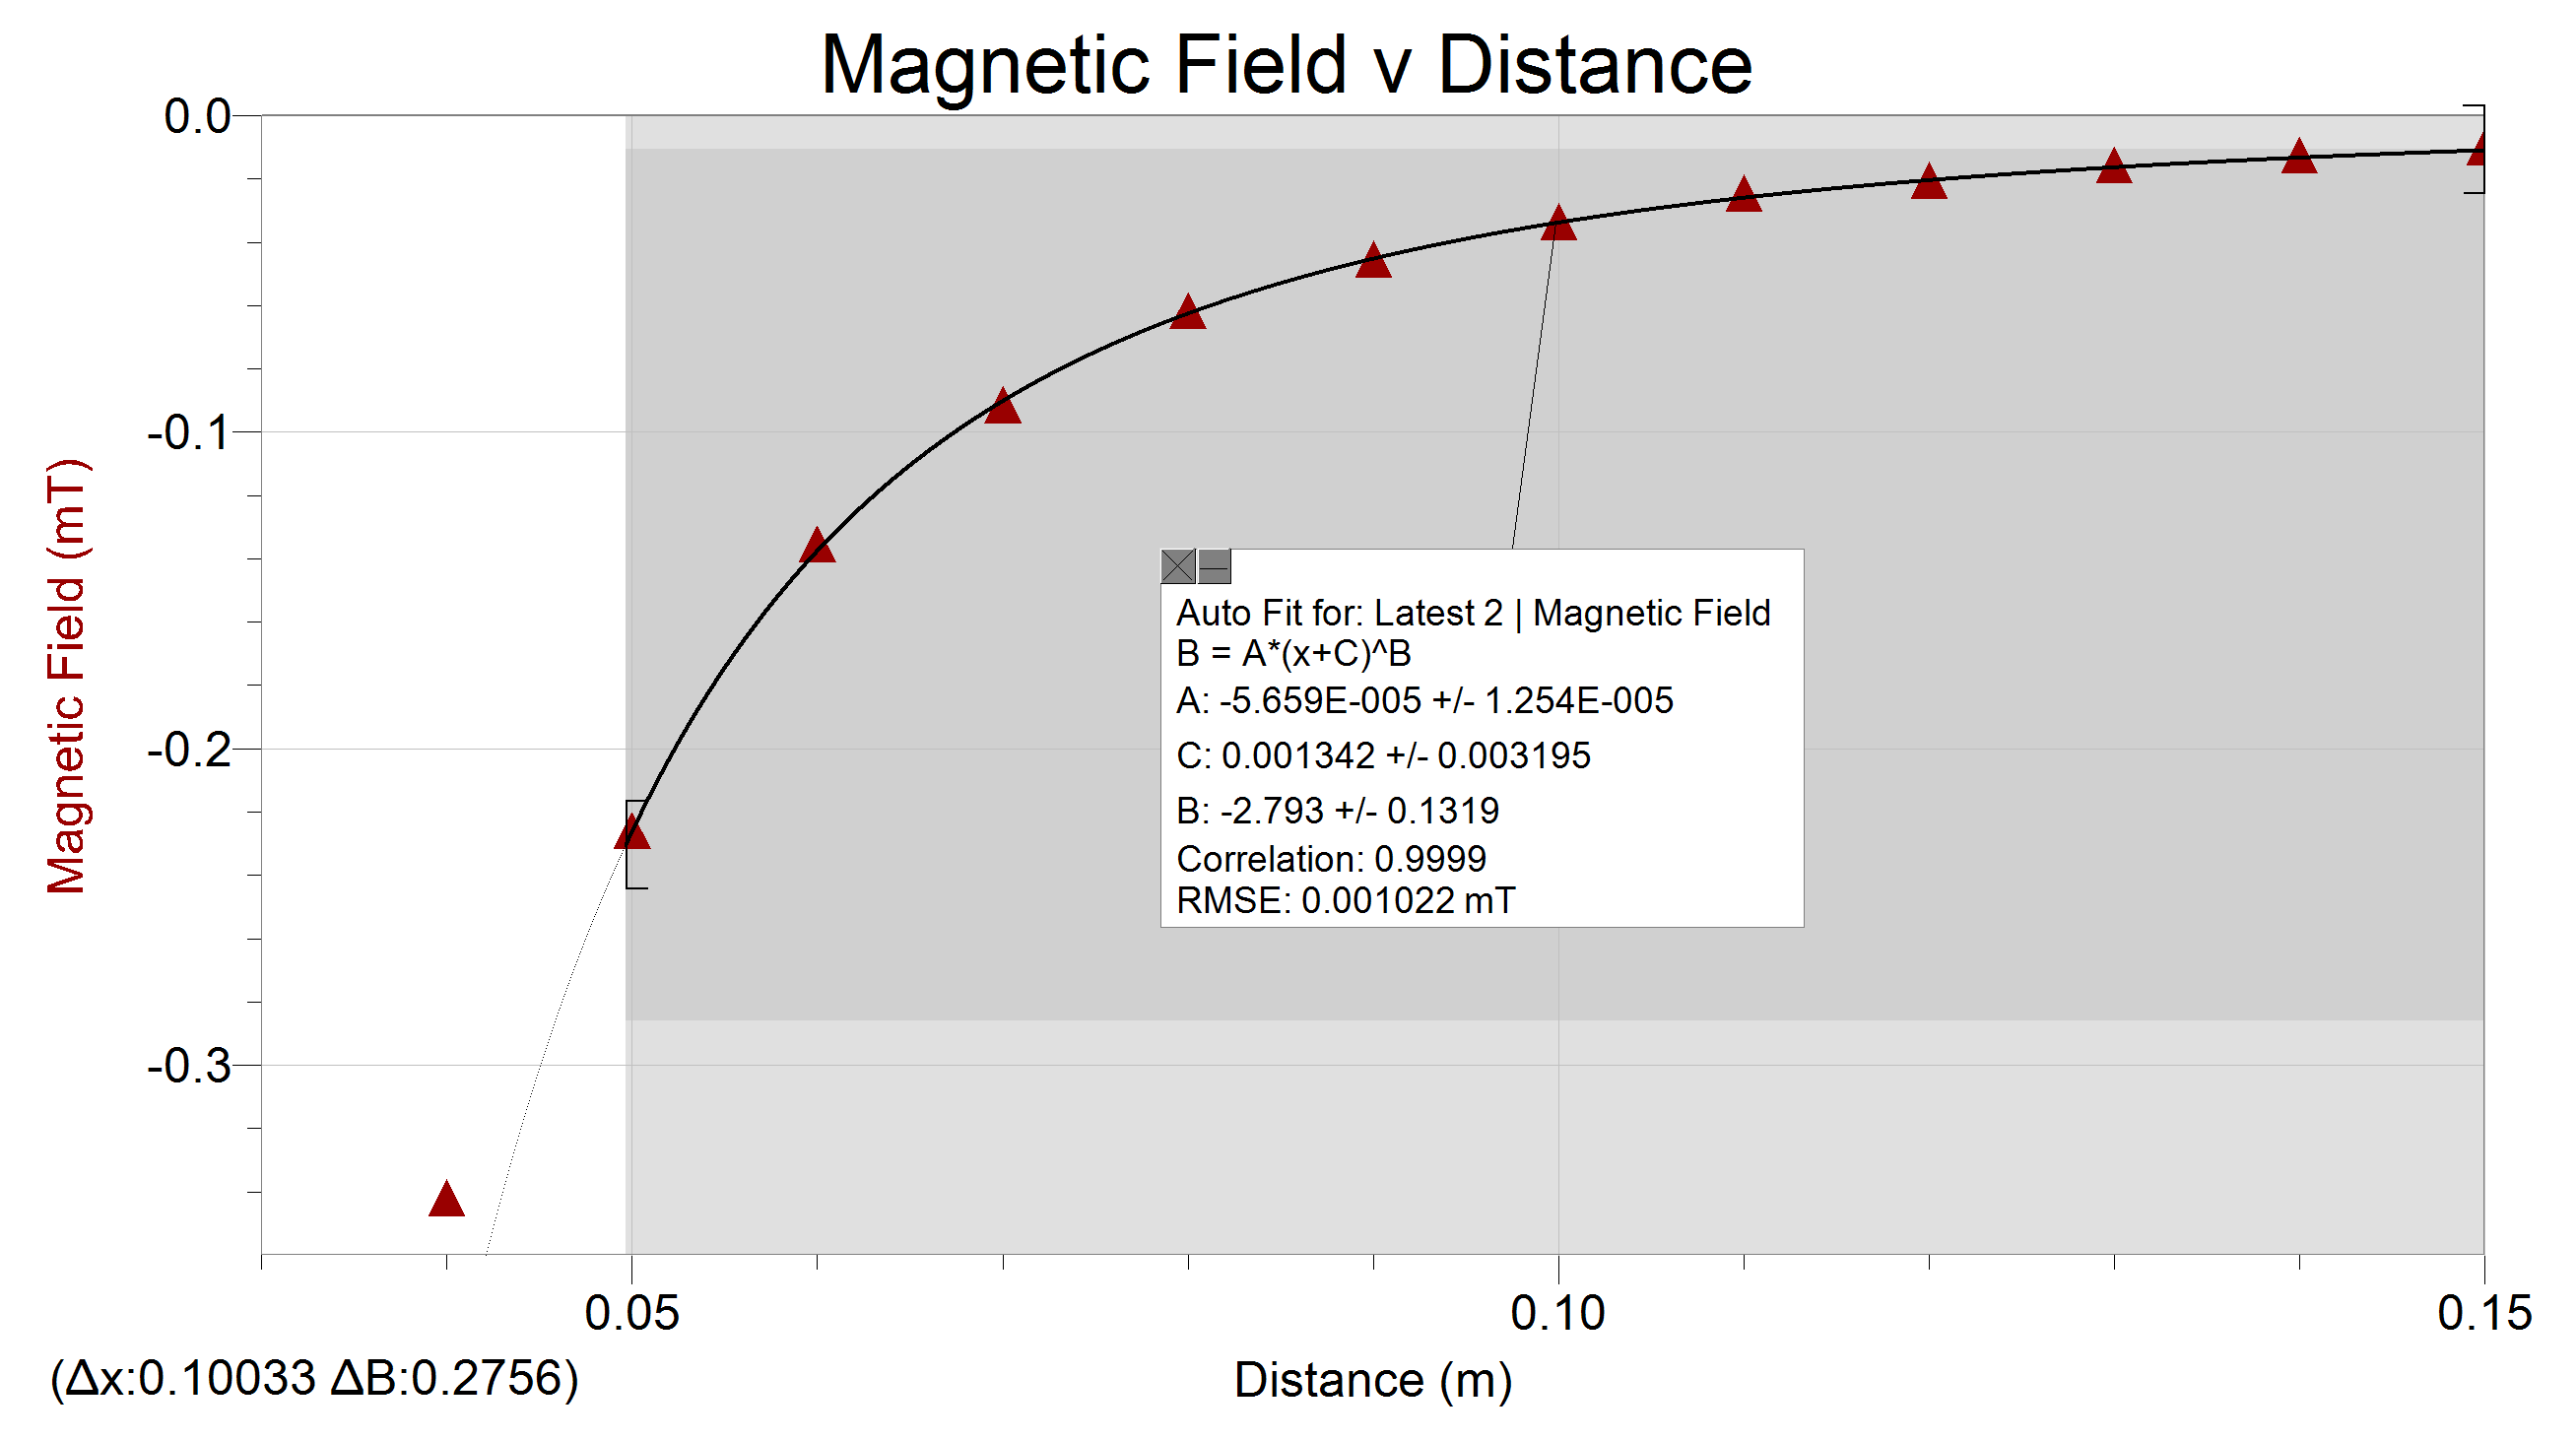 Magnetic Field v Distance
0.0
-0.1
-0.2
-0.3
Magnetic Field (mT)
Auto Fit for: Latest 2 | Magnetic Field
B = A*(x+C)^B
A: -5.659E-005 +/- 1.254E-005
C: 0.001342 +/- 0.003195
B: -2.793 +/- 0.1319
Correlation: 0.9999
RMSE: 0.001022 mT
0.05 0.10 0.15
(Δx:0.10033 ΔB:0.2756)
Distance (m)